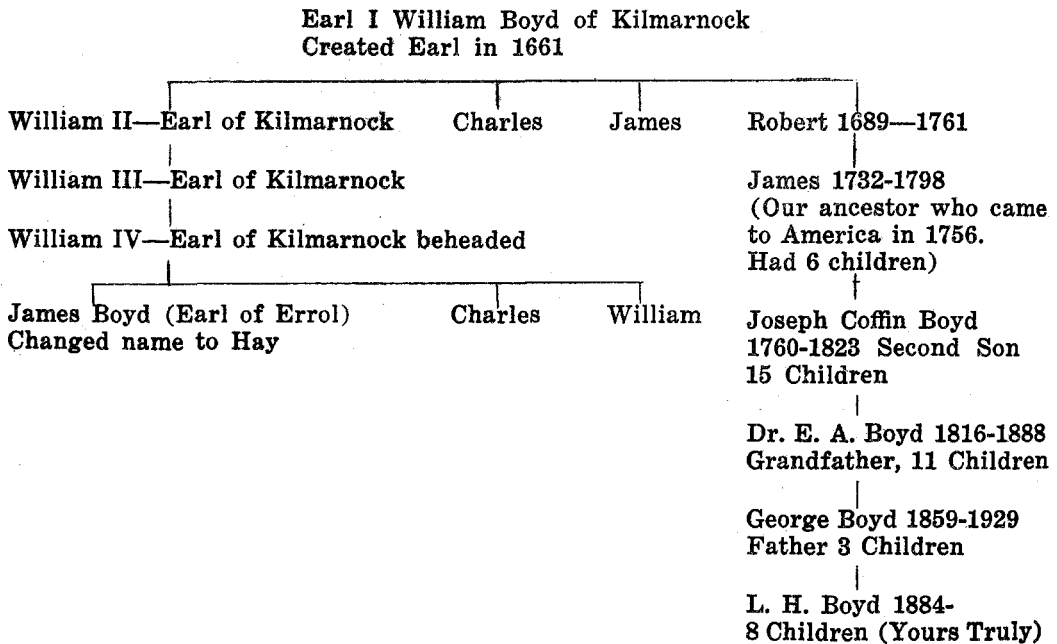 Earl I William Boyd of Kilmarnock
Created Earl in 1661
William II—Earl of Kilmarnock Charles James Robert 1689—1761
William III—Earl of Kilmarnock
James 1732-1798
(Our ancestor who came
to America in 1756.
Had 6 children)
William IV—Earl of Kilmarnock beheaded
James Boyd (Earl of Errol) Charles William
Changed name to Hay
Joseph Coffin Boyd
1760-1823 Second Son
15 Children
Dr. E. A. Boyd 1816-1888
Grandfather, 11 Children
George Boyd 1859-1929
Father 3 Children
L. H. Boyd 1884-
8 Children (Yours Truly)